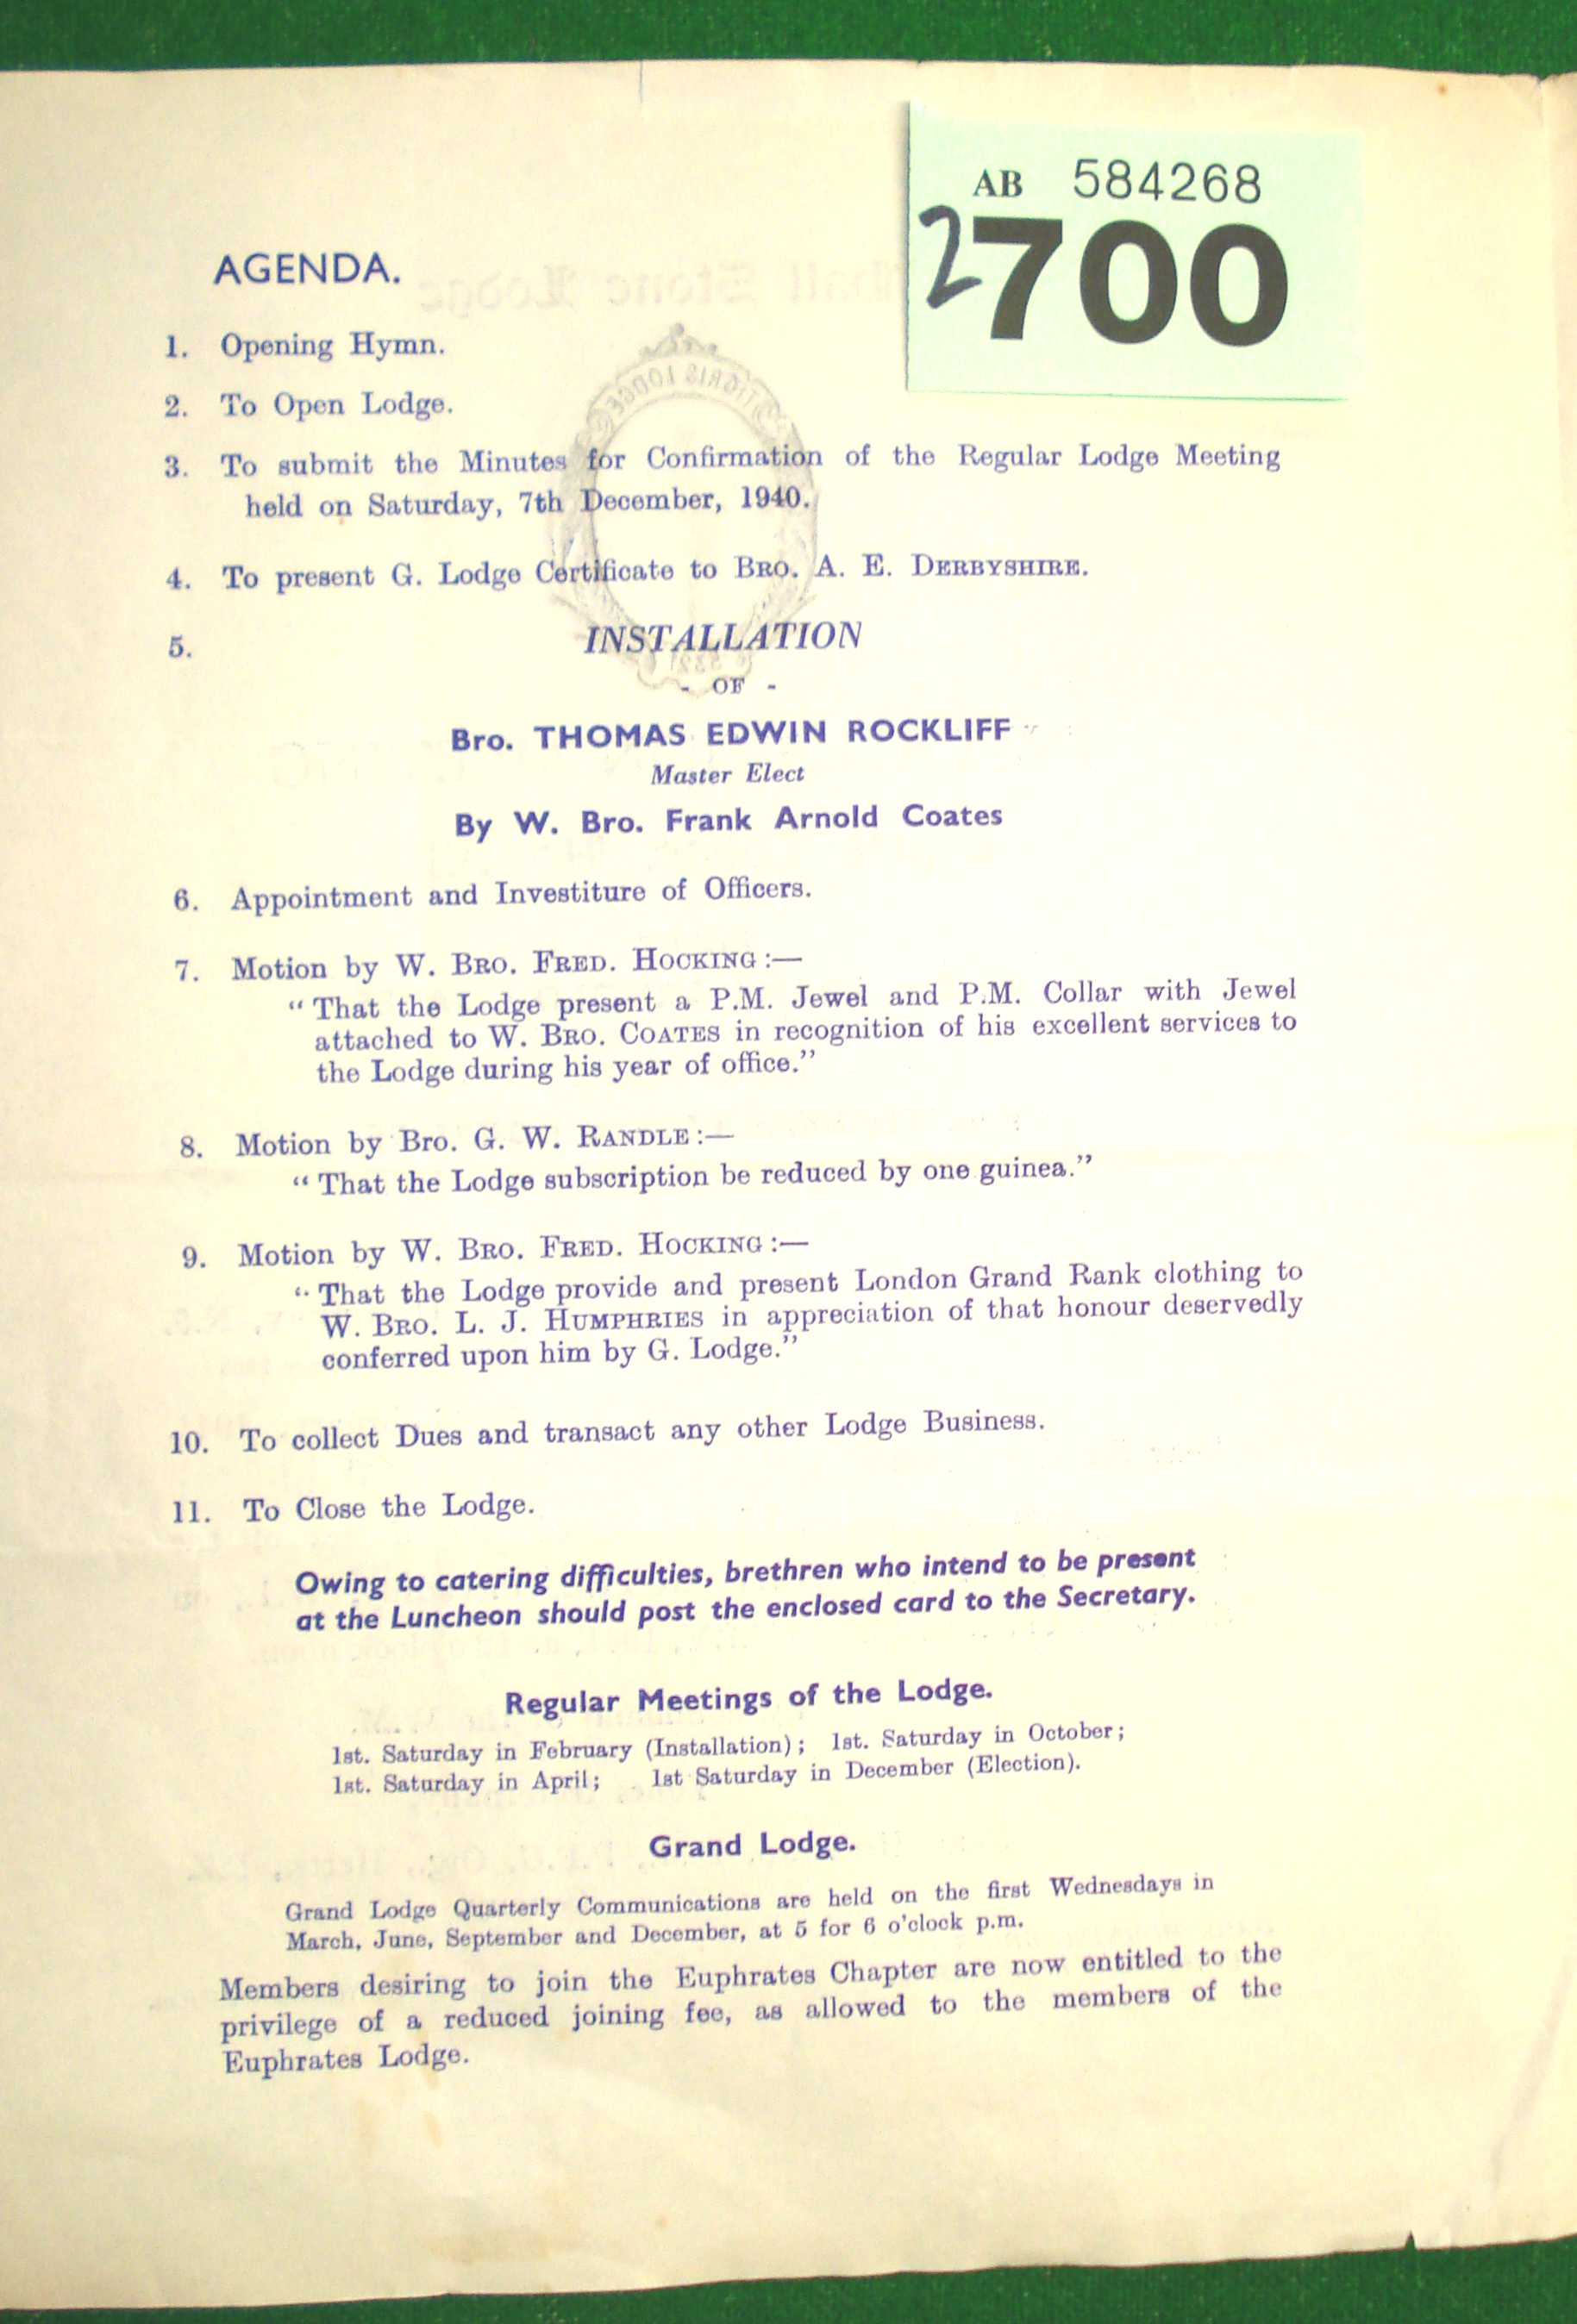 AB 584268
2700
AGENDA.
1. Opening Hymn.
2. To Open Lodge.
3. To submit the Minutes for Confirmation of the Regular Lodge Meeting
held on Saturday, 7th December, 1940.
4. To present G. Lodge Certificate to BRO. A. E. DERBYSHIRE.
5. INSTALLATION
- OF -
Bro. THOMAS EDWIN ROCKLIFF
Master Elect
By W. Bro. Frank Arnold Coates
6. Appointment and Investiture of Officers.
7. Motion by W. BRO. FRED. HOCKING :—
“ That the Lodge present a P.M. Jewel and P.M. Collar with Jewel
attached to W. BRO. COATES in recognition of his excellent services to
the Lodge during his year of office.”
8. Motion by Bro. G. W. RANDLE :—
“ That the Lodge subscription be reduced by one guinea.”
9. Motion by W. BRO. FRED. HOCKING :—
“ That the Lodge provide and present London Grand Rank clothing to
W. BRO. L. J. HUMPHRIES in appreciation of that honour deservedly
conferred upon him by G. Lodge.”
10. To collect Dues and transact any other Lodge Business.
11. To Close the Lodge.
Owing to catering difficulties, brethren who intend to be present
at the Luncheon should post the enclosed card to the Secretary.
Regular Meetings of the Lodge.
1st. Saturday in February (Installation) ; 1st. Saturday in October ;
1st. Saturday in April ; 1st Saturday in December (Election).
Grand Lodge.
Grand Lodge Quarterly Communications are held on the first Wednesdays in
March, June, September and December, at 5 for 6 o'clock p.m.
Members desiring to join the Euphrates Chapter are now entitled to the
privilege of a reduced joining fee, as allowed to the members of the
Euphrates Lodge.